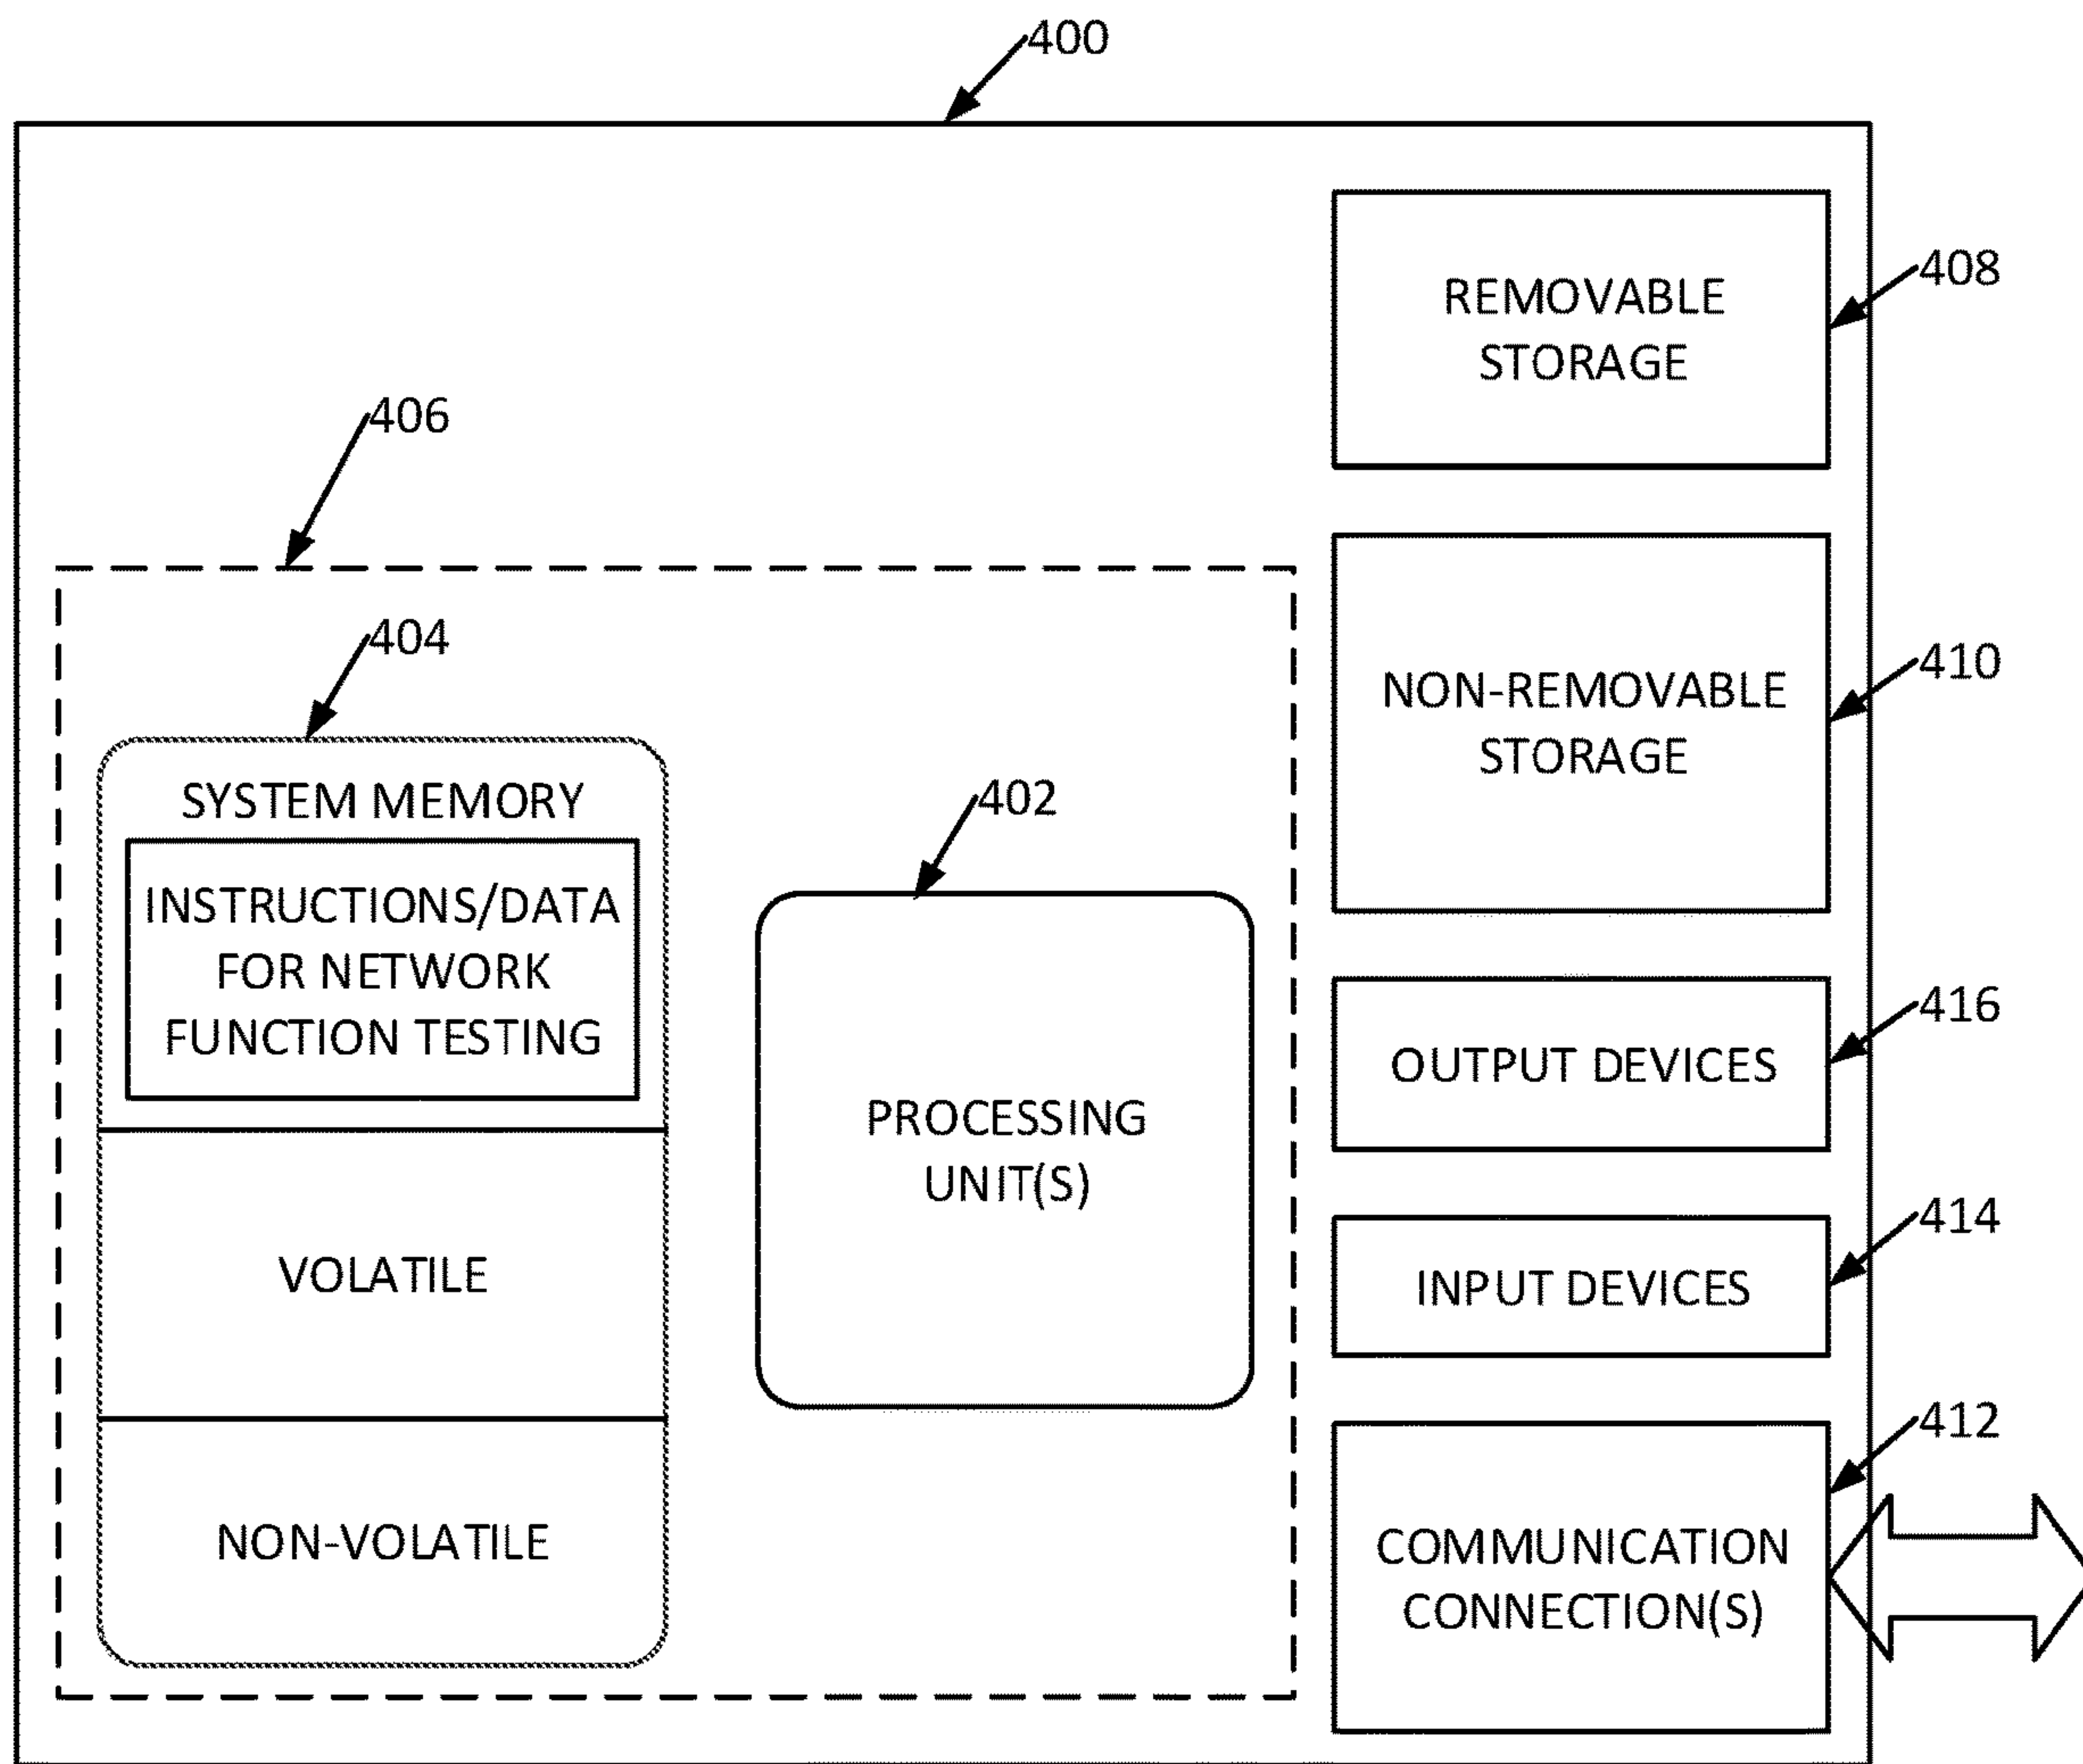 400
REMOVABLE
STORAGE
408
406
NON-REMOVABLE
STORAGE
410
404
SYSTEM MEMORY
INSTRUCTIONS/DATA
FOR NETWORK
FUNCTION TESTING
VOLATILE
NON-VOLATILE
402
PROCESSING
UNIT(S)
OUTPUT DEVICES
416
INPUT DEVICES
414
COMMUNICATION
CONNECTION(S)
412